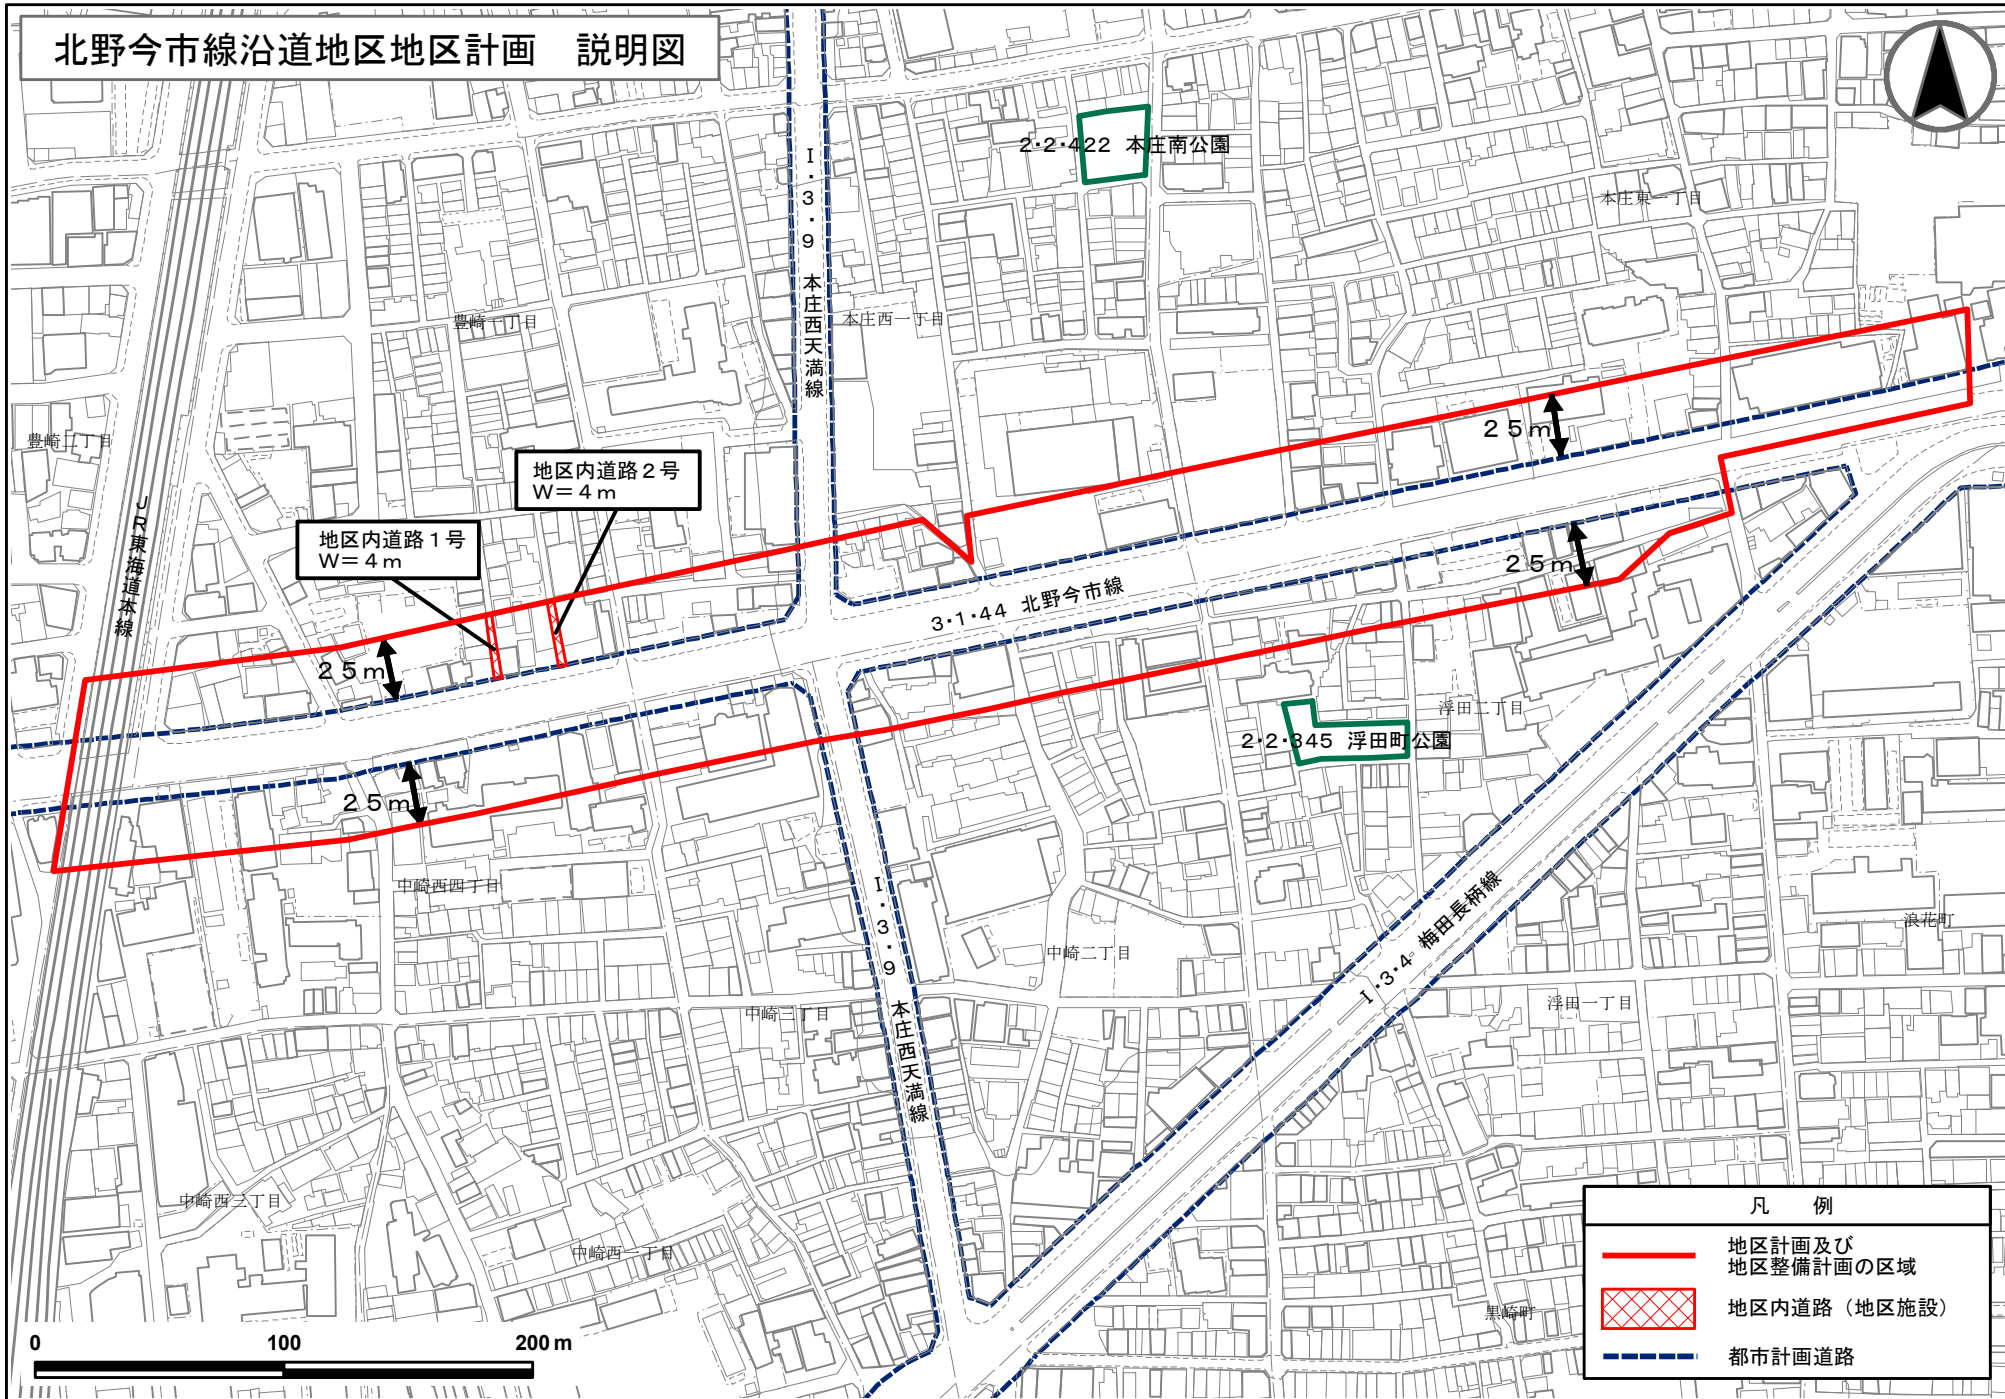 北野今市線沿道地区地区計画　説明図
2・2・422 本庄南公園
本庄東一丁目
Ⅰ・3・9 本庄西天満線
豊崎一丁目
本庄西一丁目
豊崎二丁目
25m
地区内道路2号
W=4m
地区内道路1号
W=4m
JR東海道本線
25m
3・1・44 北野今市線
25m
浮田二丁目
2・2・345 浮田町公園
25m
中崎西四丁目
Ⅰ・3・9 本庄西天満線
Ⅰ・3・4 梅田長柄線
浪花町
中崎二丁目
中崎三丁目
浮田一丁目
中崎西三丁目
中崎西一丁目
黒崎町
凡　例
地区計画及び
地区整備計画の区域
地区内道路（地区施設）
都市計画道路
0 100 200m